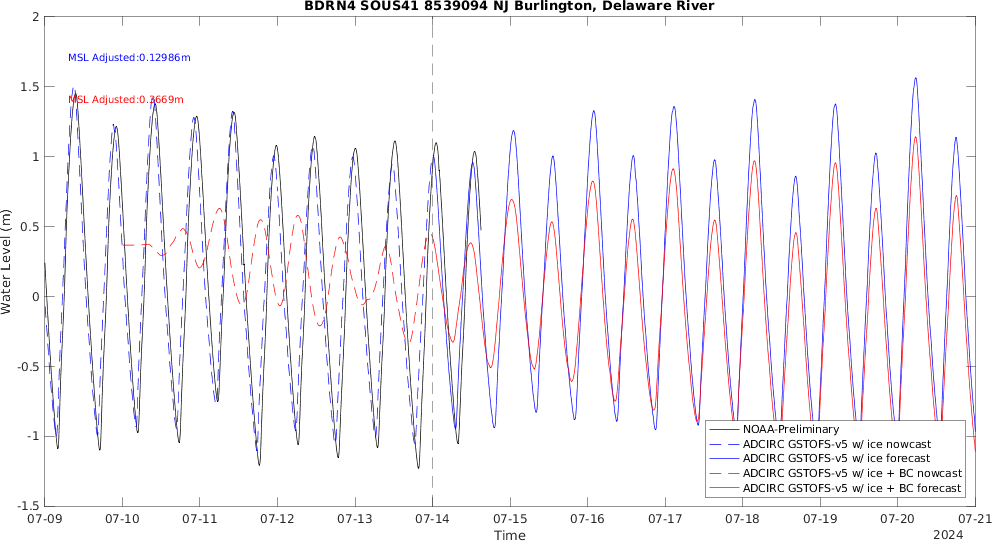 BDRN4 SOUS41 8539094 NJ Burlington, Delaware River
2
1.5
1
0.5
0
-0.5
-1
-1.5
Water Level (m)
MSL Adjusted:0.12986m
MSL Adjusted:0.3669m
NOAA-Preliminary
ADCIRC GSTOFS-v5 w/ ice nowcast
ADCIRC GSTOFS-v5 w/ ice forecast
ADCIRC GSTOFS-v5 w/ ice + BC nowcast
ADCIRC GSTOFS-v5 w/ ice + BC forecast
07-09 07-10 07-11 07-12 07-13 07-14 07-15 07-16 07-17 07-18 07-19 07-20 07-21
Time
2024